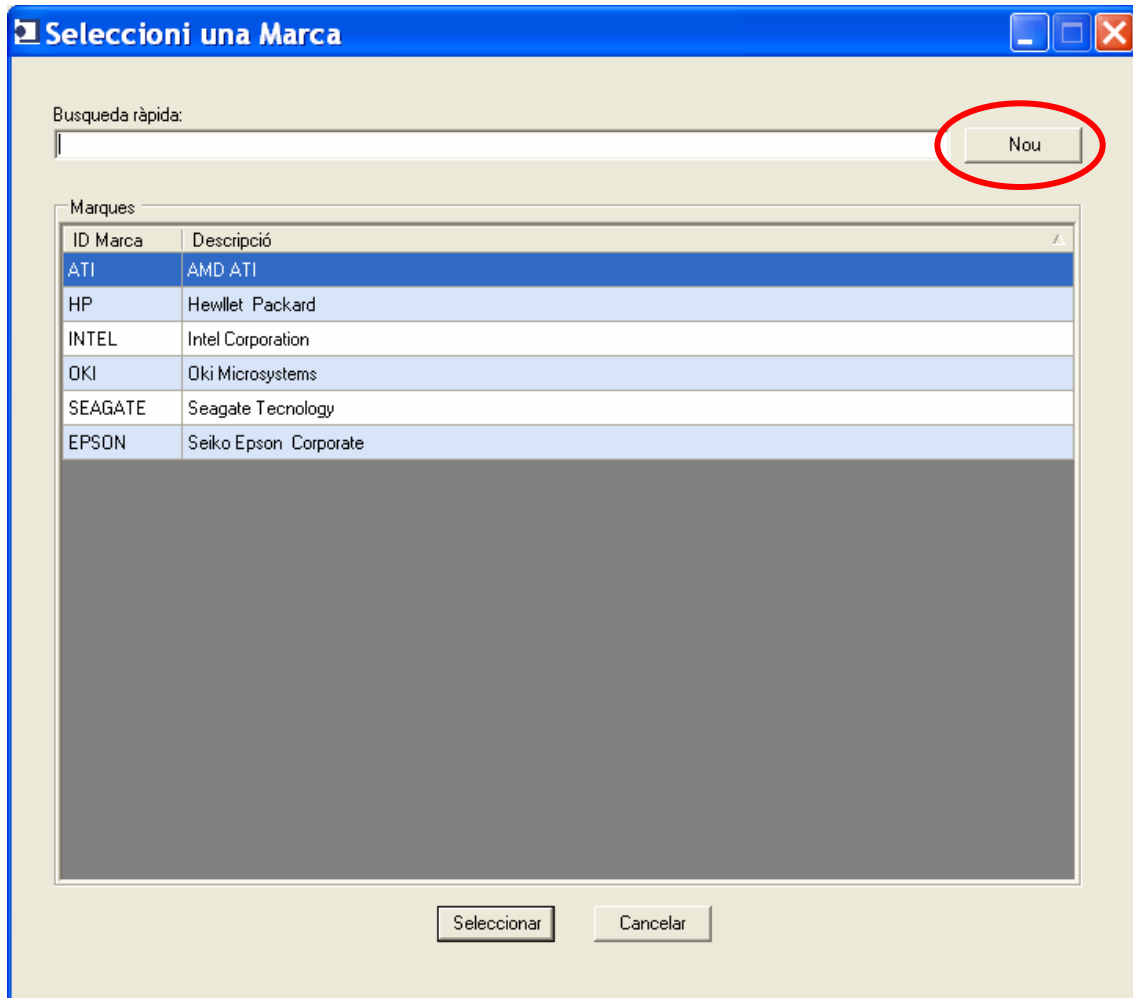 Seleccioni una Marca
Busqueda ràpida:
Nou
Marques
ID Marca Descripció
ATI AMD ATI
HP Hewllet Packard
INTEL Intel Corporation
OKI Oki Microsystems
SEAGATE Seagate Tecnology
EPSON Seiko Epson Corporate
Seleccionar Cancelar